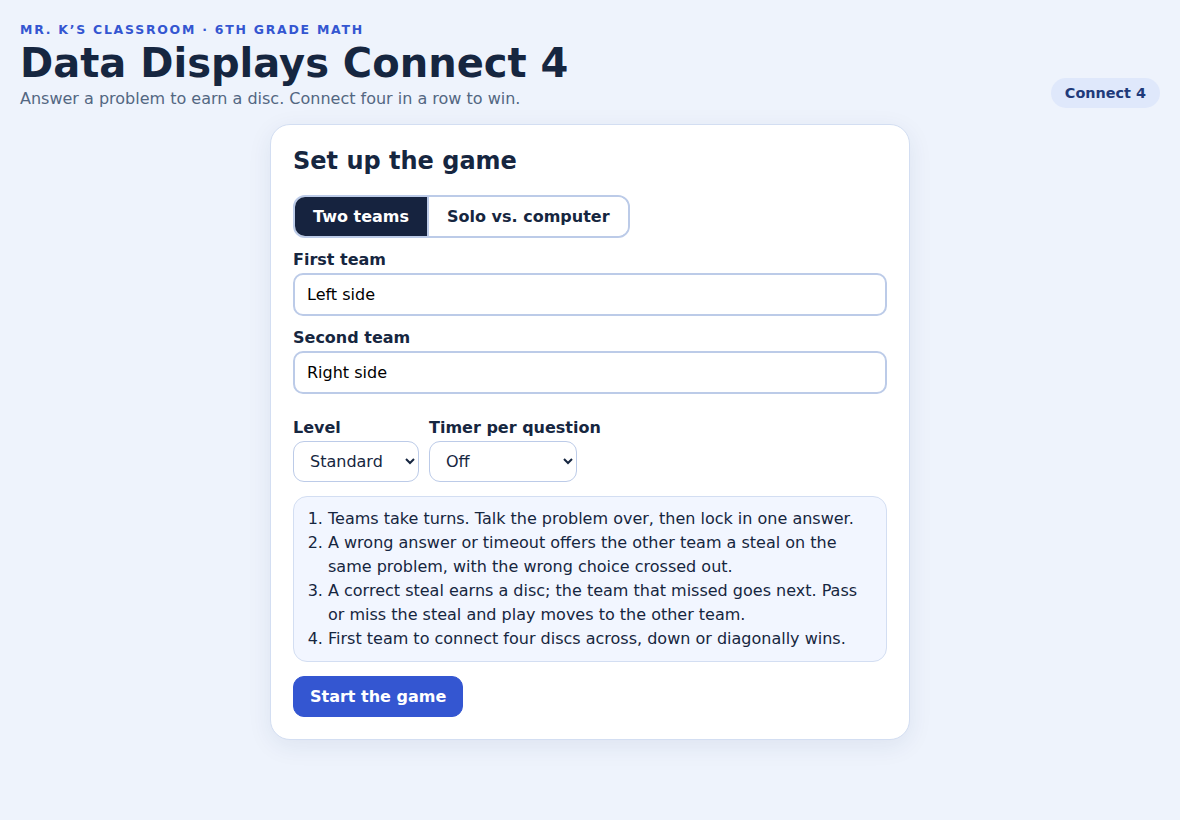 MR. K’S CLASSROOM · 6TH GRADE MATH
Data Displays Connect 4
Answer a problem to earn a disc. Connect four in a row to win.
Connect 4
Set up the game
Two teams
Solo vs. computer
First team
Left side
Second team
Right side
Level
Timer per question
Standard
Off
1. Teams take turns. Talk the problem over, then lock in one answer.
2. A wrong answer or timeout offers the other team a steal on the
same problem, with the wrong choice crossed out.
3. A correct steal earns a disc; the team that missed goes next. Pass
or miss the steal and play moves to the other team.
4. First team to connect four discs across, down or diagonally wins.
Start the game